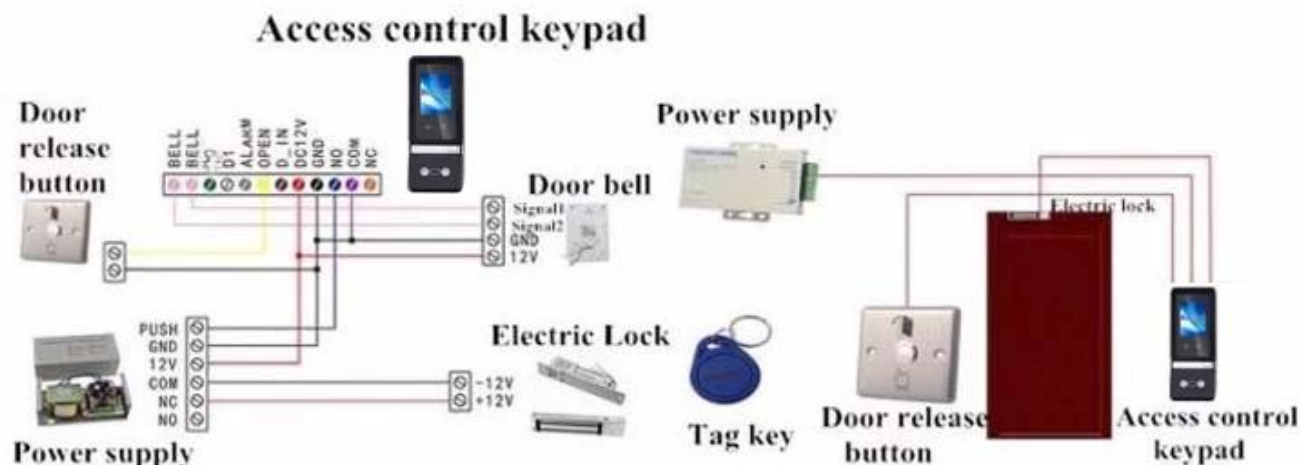 Access control keypad
Door
release
button
BELL
BELL
D1
ALARM
OPEN
D_IN
DC12V
GND
NO
COM
NC
Door bell
Signal1
Signal2
GND
12V
PUSH
GND
12V
COM
NC
NO
Power supply
Electric Lock
-12V
+12V
Tag key
Power supply
Electric lock
Door release
button
Access control
keypad